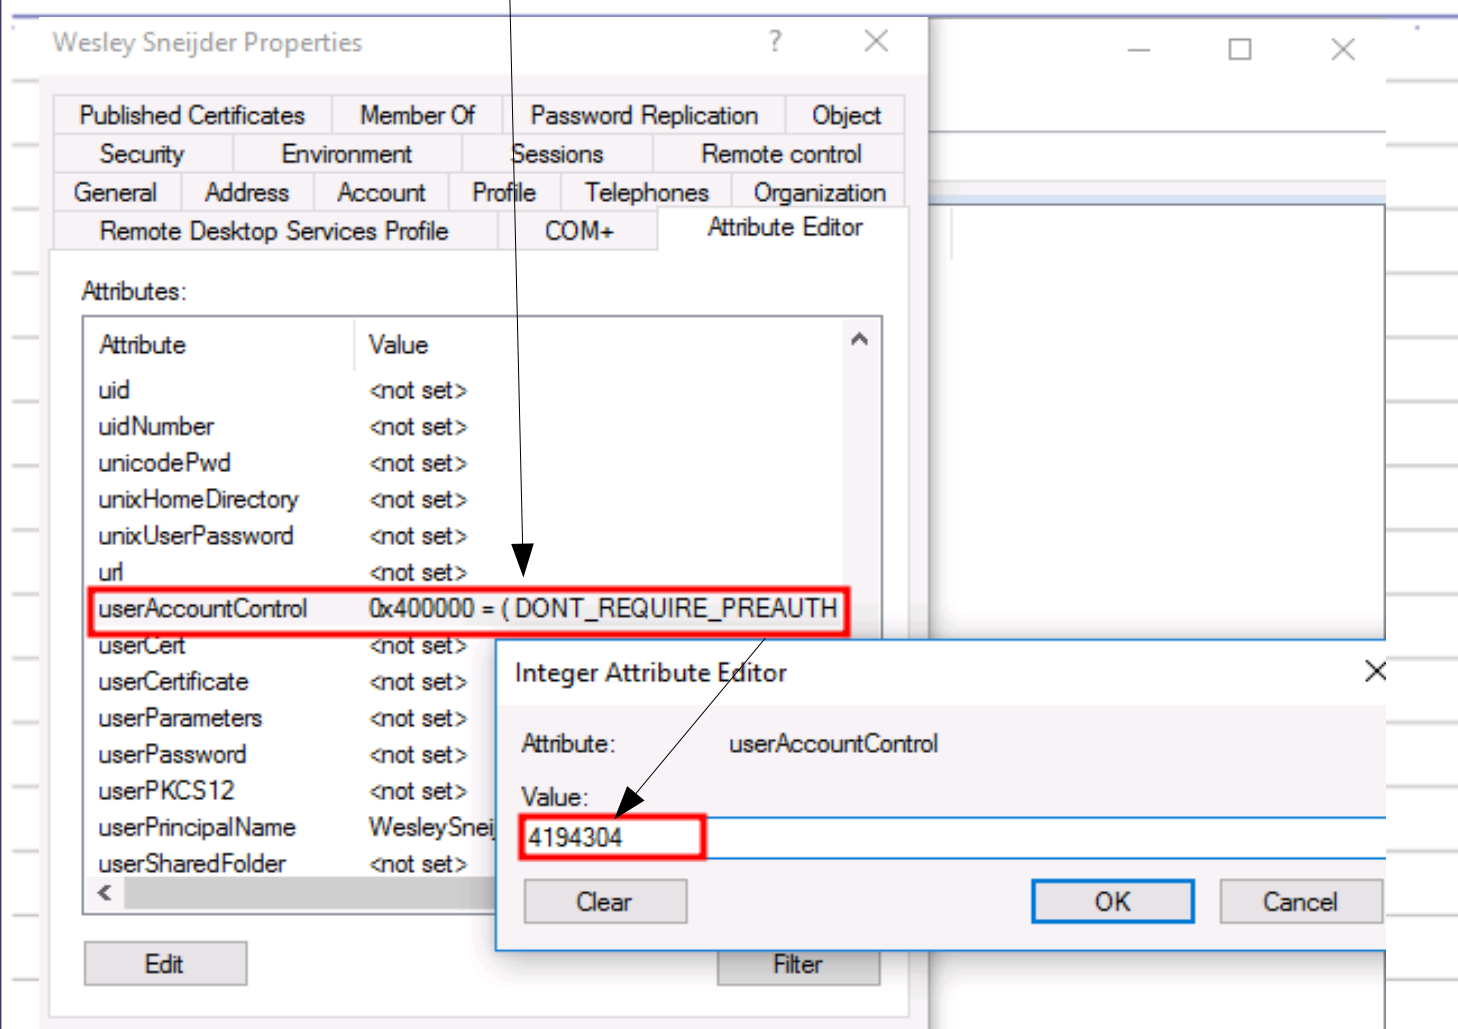 Wesley Sneijder Properties ?
Published Certificates Member Of Password Replication Object
Security Environment Sessions Remote control
General Address Account Profile Telephones Organization
Remote Desktop Services Profile COM+ Attribute Editor
Attributes:
Attribute Value
uid <not set>
uidNumber <not set>
unicodePwd <not set>
unixHomeDirectory <not set>
unixUserPassword <not set>
url <not set>
userAccountControl 0x400000 = ( DONT_REQUIRE_PREAUTH
userCert <not set>
userCertificate <not set>
userParameters <not set>
userPassword <not set>
userPKCS12 <not set>
userPrincipalName WesleySneij
userSharedFolder <not set>
Edit Filter
Integer Attribute Editor
Attribute: userAccountControl
Value:
4194304
Clear OK Cancel